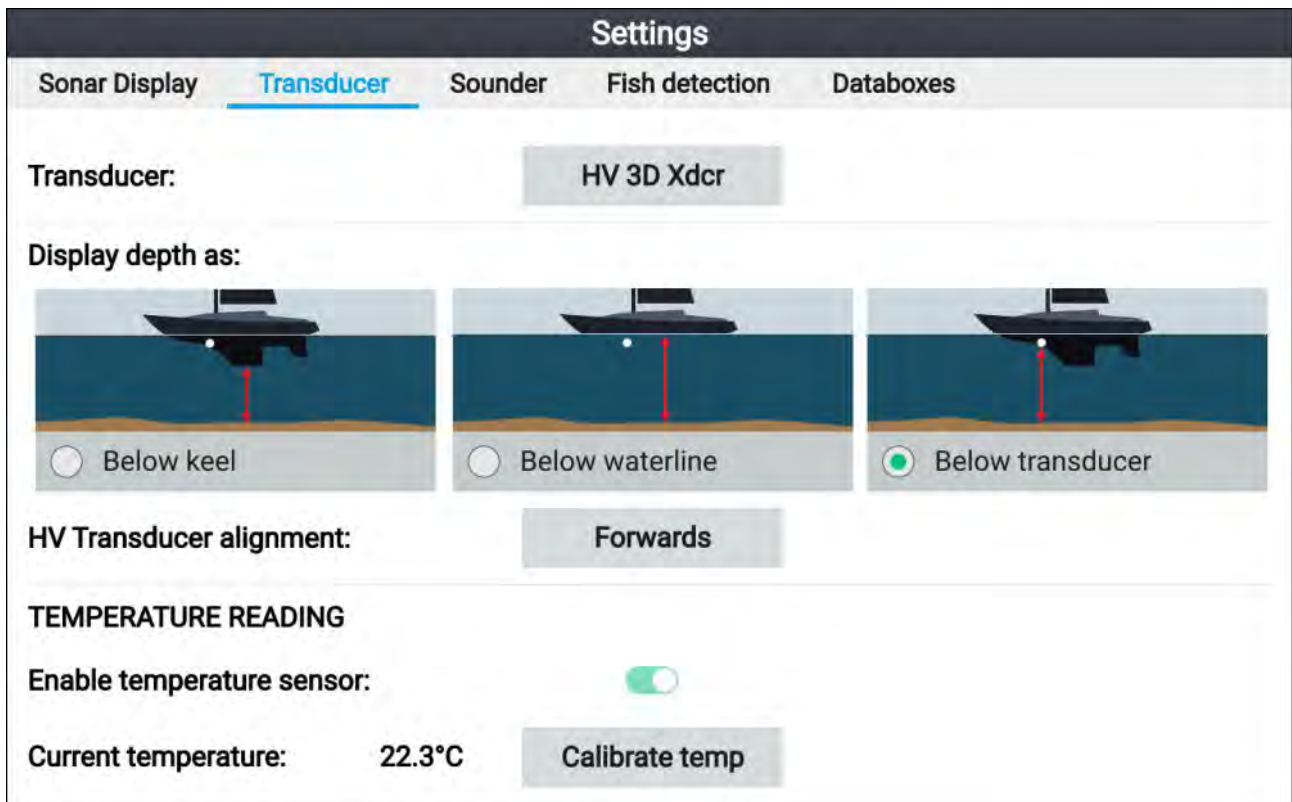 Settings
Sonar Display Transducer Sounder Fish detection Databoxes
Transducer: HV 3D Xdcr
Display depth as:
Below keel Below waterline Below transducer
HV Transducer alignment: Forwards
TEMPERATURE READING
Enable temperature sensor:
Current temperature: 22.3°C Calibrate temp